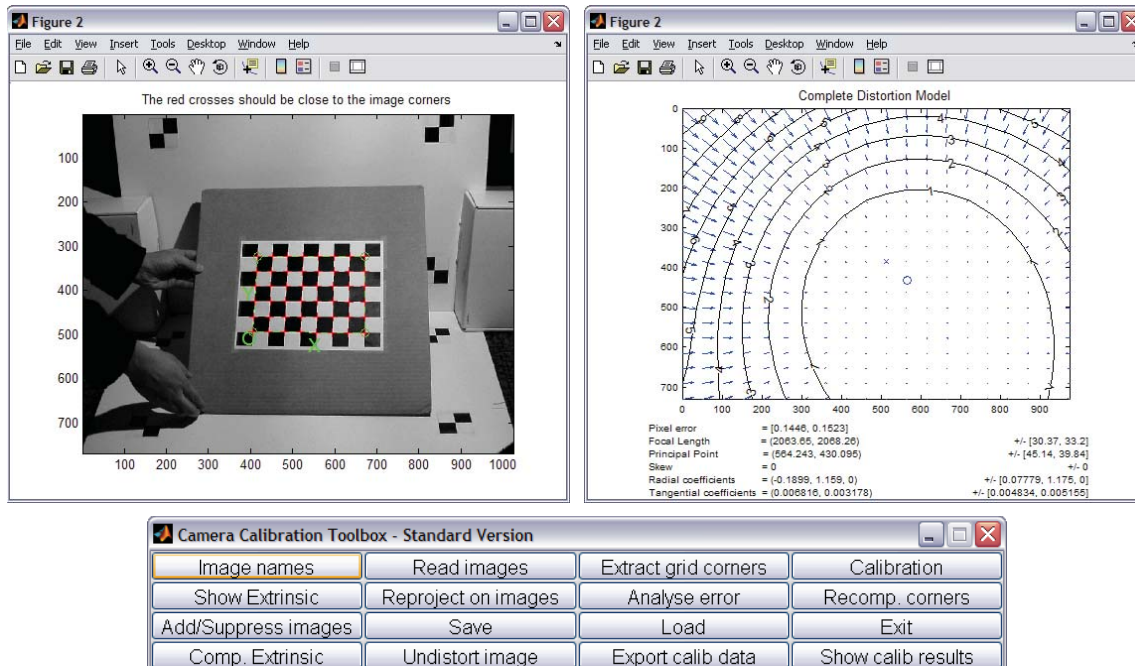 Figure 2
File Edit View Insert Tools Desktop Window Help
The red crosses should be close to the image corners
100
200
300
400
500
600
700
100 200 300 400 500 600 700 800 900 1000
Y
O
X
Figure 2
File Edit View Insert Tools Desktop Window Help
Complete Distortion Model
0
100
200
300
400
500
600
700
0 100 200 300 400 500 600 700 800 900
Pixel error = [0.1446, 0.1523]
Focal Length = (2063.65, 2068.26) +/- [30.37, 33.2]
Principal Point = (564.243, 430.095) +/- [45.14, 39.84]
Skew = 0 +/- 0
Radial coefficients = (-0.1899, 1.159, 0) +/- [0.07779, 1.175, 0]
Tangential coefficients = (0.006816, 0.003178) +/- [0.004834, 0.005155]
Camera Calibration Toolbox - Standard Version
Image names Read images Extract grid corners Calibration
Show Extrinsic Reproject on images Analyse error Recomp. corners
Add/Suppress images Save Load Exit
Comp. Extrinsic Undistort image Export calib data Show calib results